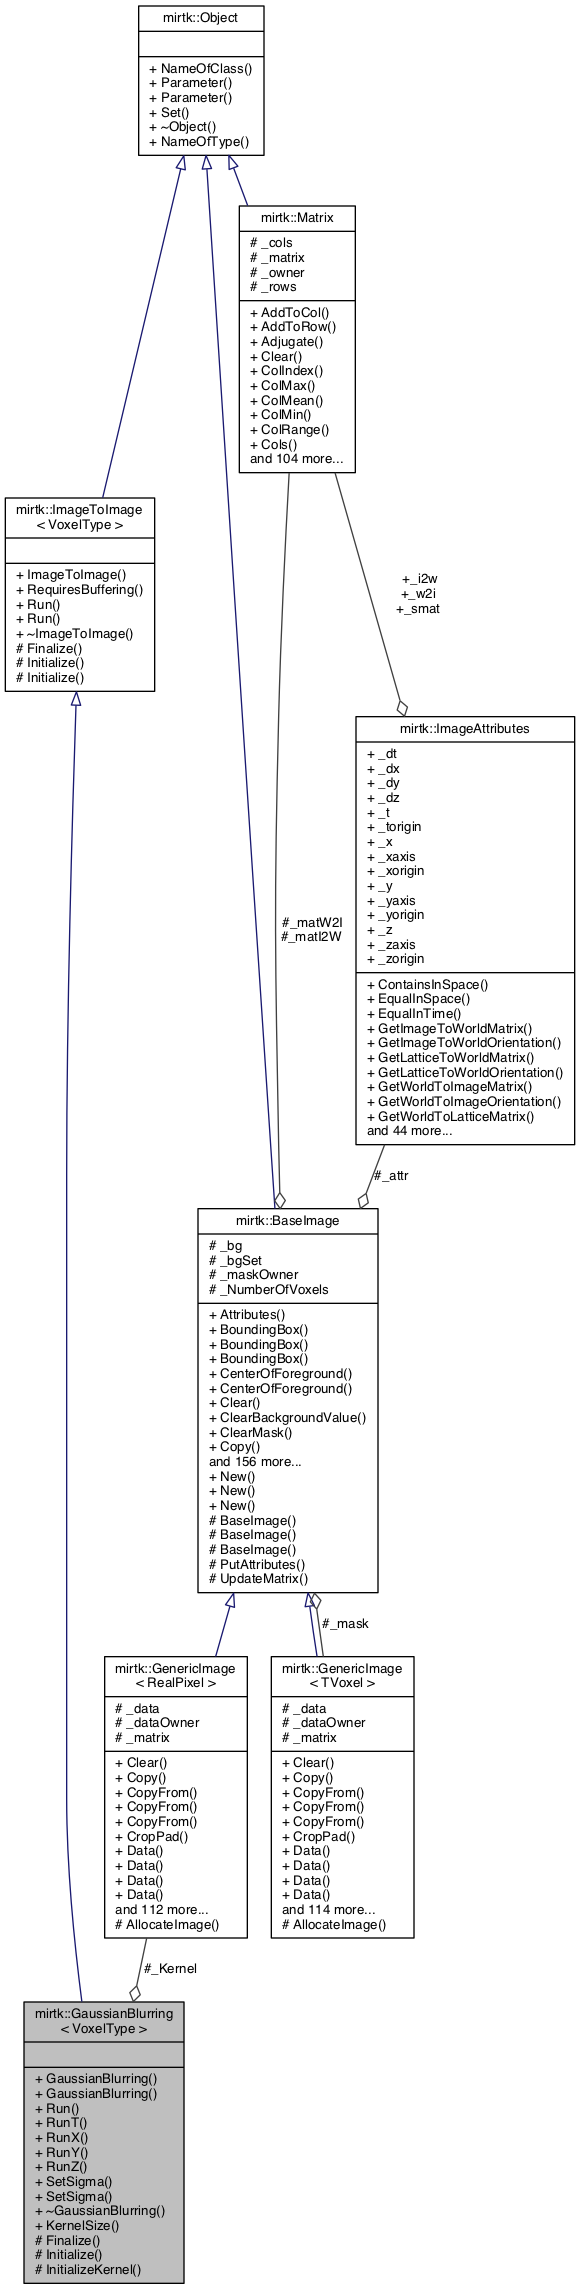 mirtk::Object
+ NameOfClass()
+ Parameter()
+ Parameter()
+ Set()
+ ~Object()
+ NameOfType()
mirtk::Matrix
# _cols
# _matrix
# _owner
# _rows
+ AddToCol()
+ AddToRow()
+ Adjugate()
+ Clear()
+ ColIndex()
+ ColMax()
+ ColMean()
+ ColMin()
+ ColRange()
+ Cols()
and 104 more...
mirtk::ImageToImage
< VoxelType >
+ ImageToImage()
+ RequiresBuffering()
+ Run()
+ Run()
+ ~ImageToImage()
# Finalize()
# Initialize()
# Initialize()
+_i2w
+_w2i
+_smat
mirtk::ImageAttributes
+ _dt
+ _dx
+ _dy
+ _dz
+ _t
+ _torigin
+ _x
+ _xaxis
+ _xorigin
+ _y
+ _yaxis
+ _yorigin
+ _z
+ _zaxis
+ _zorigin
+ ContainsInSpace()
+ EqualInSpace()
+ EqualInTime()
+ GetImageToWorldMatrix()
+ GetImageToWorldOrientation()
+ GetLatticeToWorldMatrix()
+ GetLatticeToWorldOrientation()
+ GetWorldToImageMatrix()
+ GetWorldToImageOrientation()
+ GetWorldToLatticeMatrix()
and 44 more...
#_matW2I
#_matI2W
#_attr
mirtk::BaseImage
# _bg
# _bgSet
# _maskOwner
# _NumberOfVoxels
+ Attributes()
+ BoundingBox()
+ BoundingBox()
+ BoundingBox()
+ CenterOfForeground()
+ CenterOfForeground()
+ Clear()
+ ClearBackgroundValue()
+ ClearMask()
+ Copy()
and 156 more...
+ New()
+ New()
+ New()
# BaseImage()
# BaseImage()
# BaseImage()
# PutAttributes()
# UpdateMatrix()
#_mask
mirtk::GenericImage
< RealPixel >
# _data
# _dataOwner
# _matrix
+ Clear()
+ Copy()
+ CopyFrom()
+ CopyFrom()
+ CopyFrom()
+ CropPad()
+ Data()
+ Data()
+ Data()
+ Data()
and 112 more...
# AllocateImage()
mirtk::GenericImage
< TVoxel >
# _data
# _dataOwner
# _matrix
+ Clear()
+ Copy()
+ CopyFrom()
+ CopyFrom()
+ CopyFrom()
+ CropPad()
+ Data()
+ Data()
+ Data()
+ Data()
and 114 more...
# AllocateImage()
#_Kernel
mirtk::GaussianBlurring
< VoxelType >
+ GaussianBlurring()
+ GaussianBlurring()
+ Run()
+ RunT()
+ RunX()
+ RunY()
+ RunZ()
+ SetSigma()
+ SetSigma()
+ ~GaussianBlurring()
+ KernelSize()
# Finalize()
# Initialize()
# InitializeKernel()